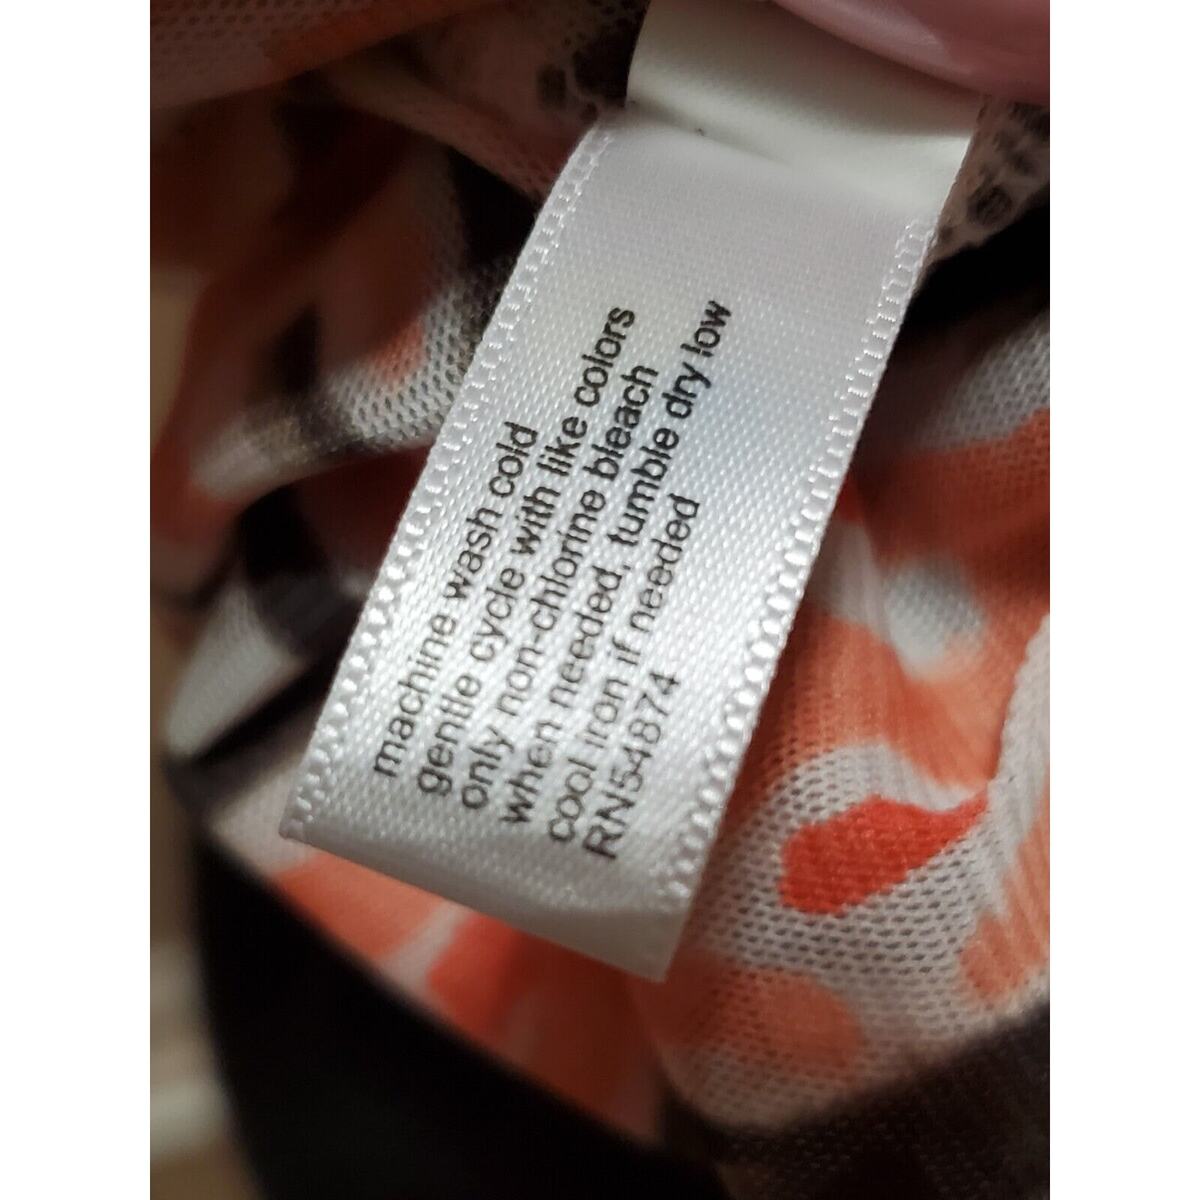 machine wash cold
gentle cycle with like colors
only non-chlorine bleach
when needed, tumble dry low
cool iron if needed
RN54874